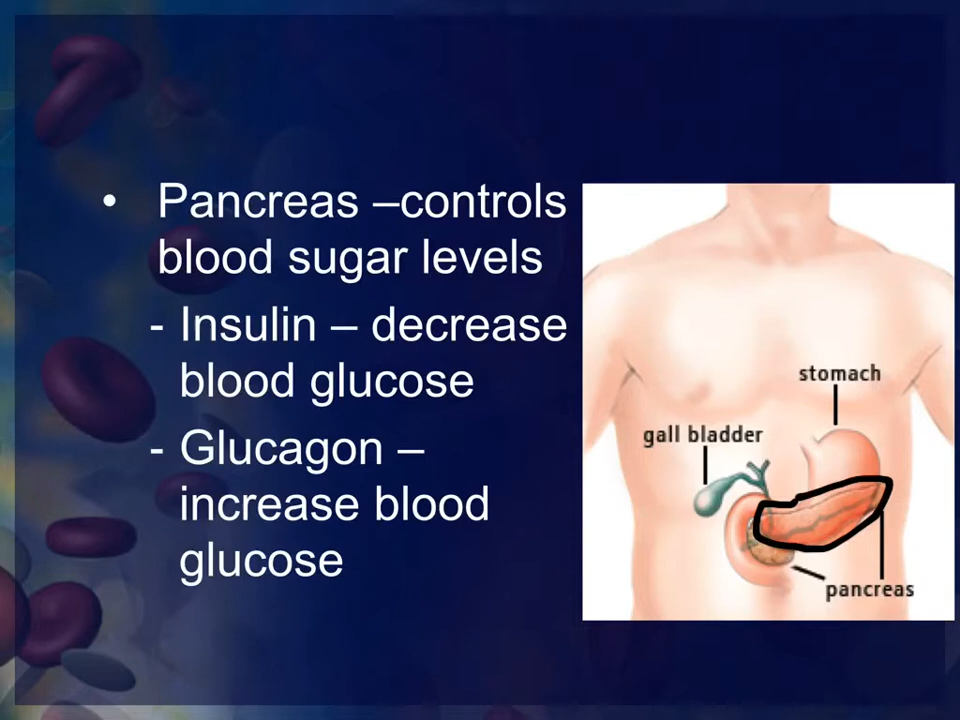 • Pancreas –controls
blood sugar levels
- Insulin – decrease
blood glucose
- Glucagon –
increase blood
glucose
stomach
gall bladder
pancreas